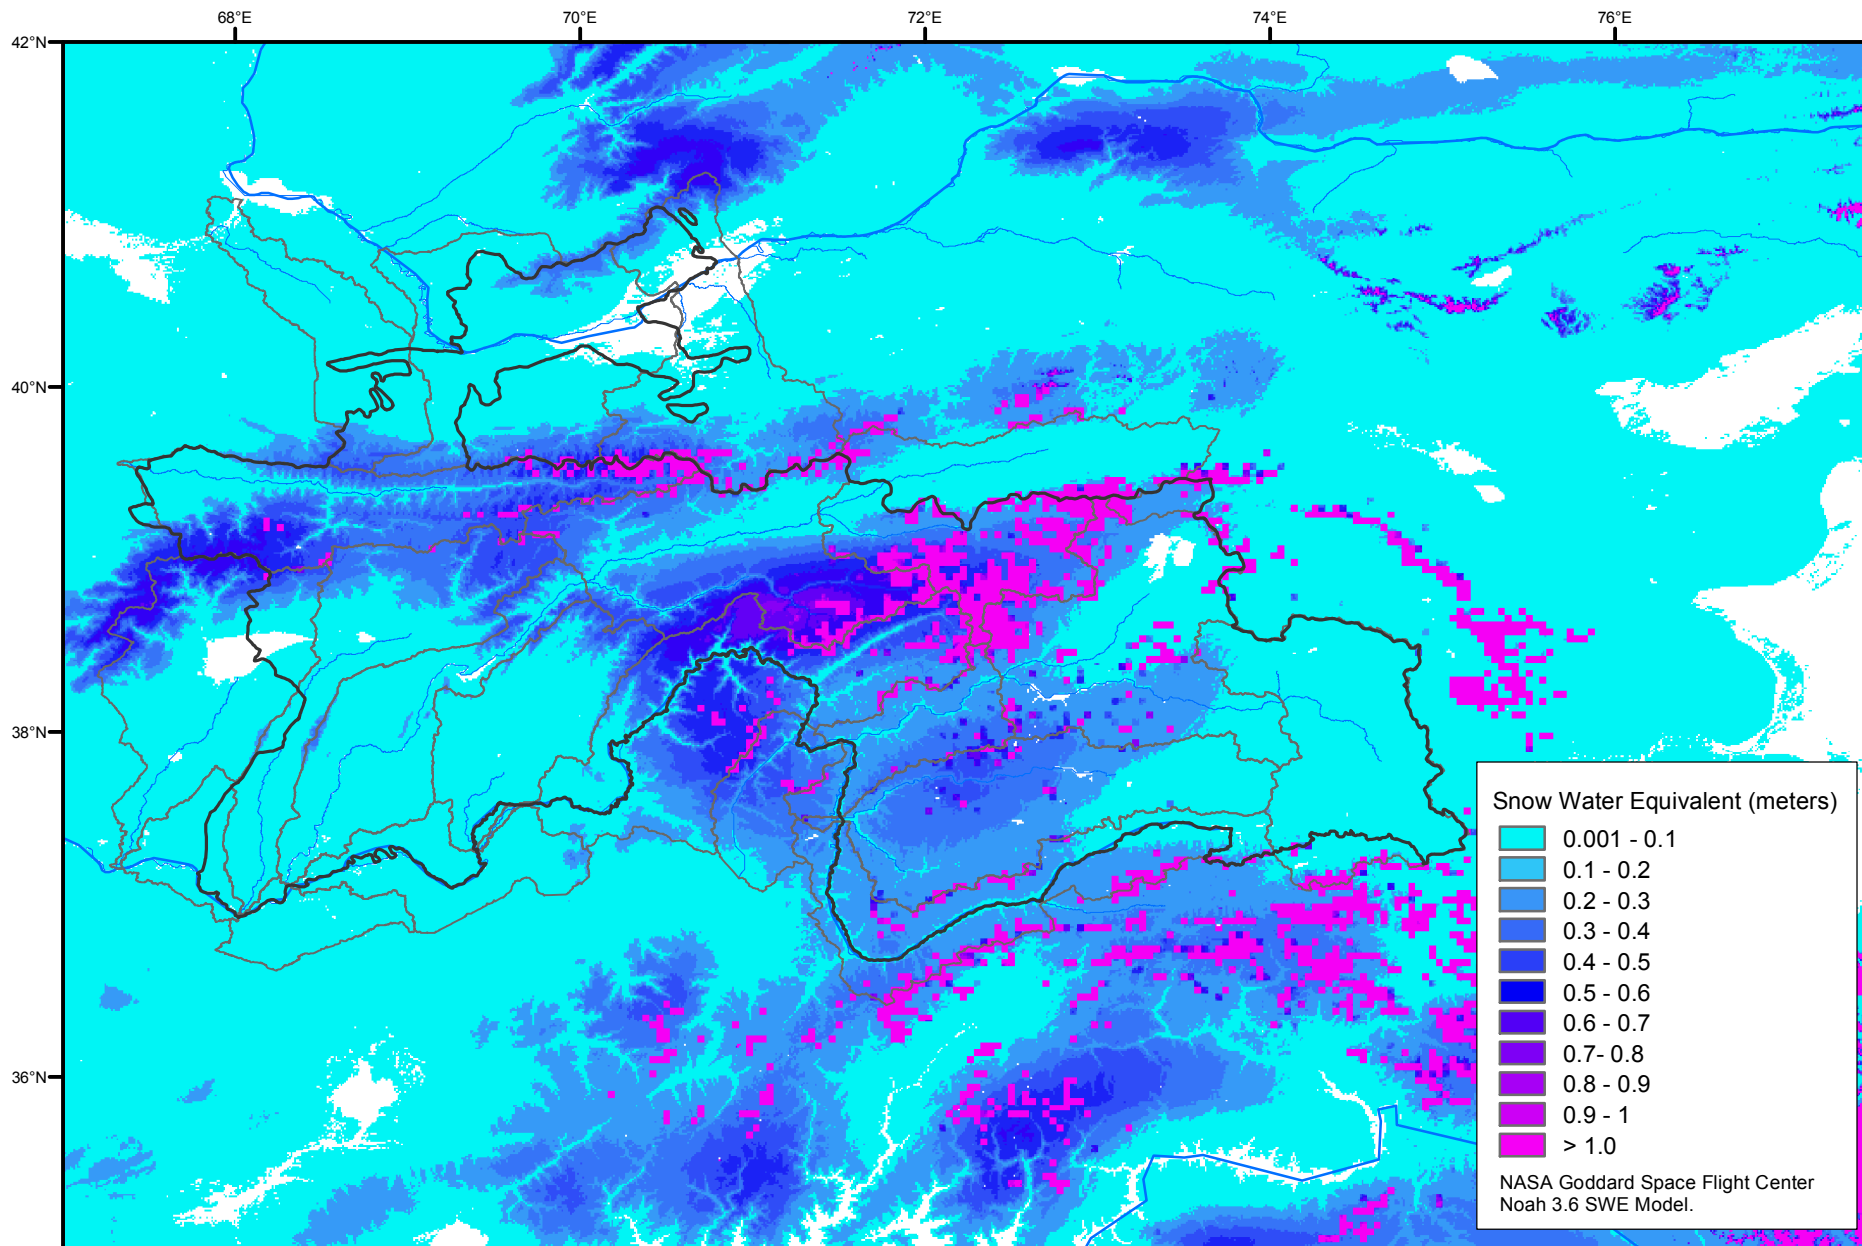 68°E 70°E 72°E 74°E 76°E
42°N
40°N
38°N
36°N
Snow Water Equivalent (meters)
0.001 - 0.1
0.1 - 0.2
0.2 - 0.3
0.3 - 0.4
0.4 - 0.5
0.5 - 0.6
0.6 - 0.7
0.7- 0.8
0.8 - 0.9
0.9 - 1
> 1.0
NASA Goddard Space Flight Center
Noah 3.6 SWE Model.